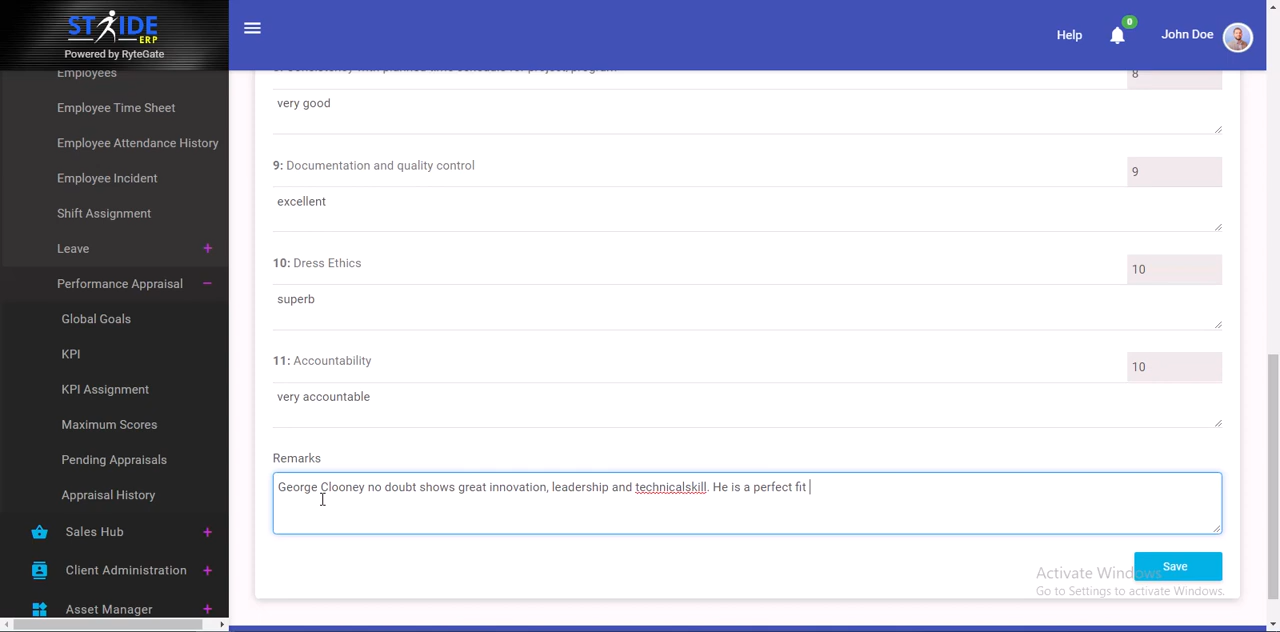 STRIDE
ERP
Powered by RyteGate
Help
0
John Doe
Employees
Employee Time Sheet
Employee Attendance History
Employee Incident
Shift Assignment
Leave +
Performance Appraisal −
Global Goals
KPI
KPI Assignment
Maximum Scores
Pending Appraisals
Appraisal History
Sales Hub +
Client Administration +
Asset Manager +
8
very good
9: Documentation and quality control
9
excellent
10: Dress Ethics
10
superb
11: Accountability
10
very accountable
Remarks
George Clooney no doubt shows great innovation, leadership and technicalskill. He is a perfect fit
Save
Activate Windows
Go to Settings to activate Windows.